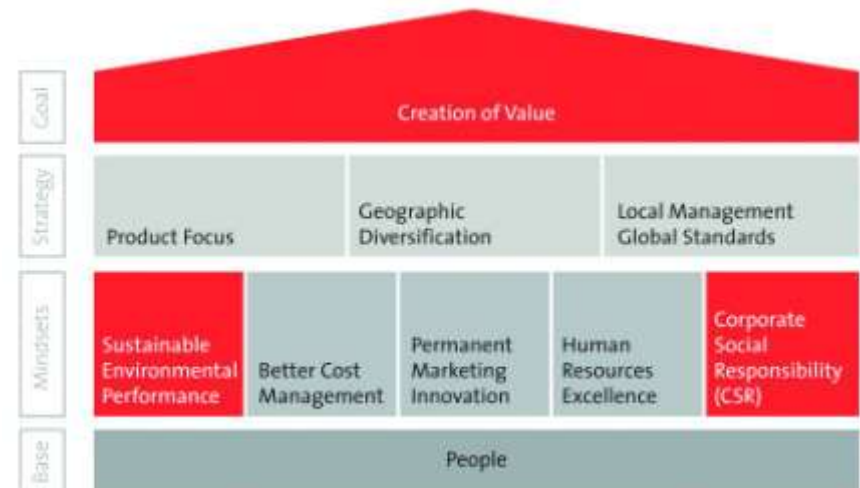 Goal
Creation of Value
Strategy
Product Focus
Geographic
Diversification
Local Management
Global Standards
Mindsets
Sustainable
Environmental
Performance
Better Cost
Management
Permanent
Marketing
Innovation
Human
Resources
Excellence
Corporate
Social
Responsibility
(CSR)
Base
People